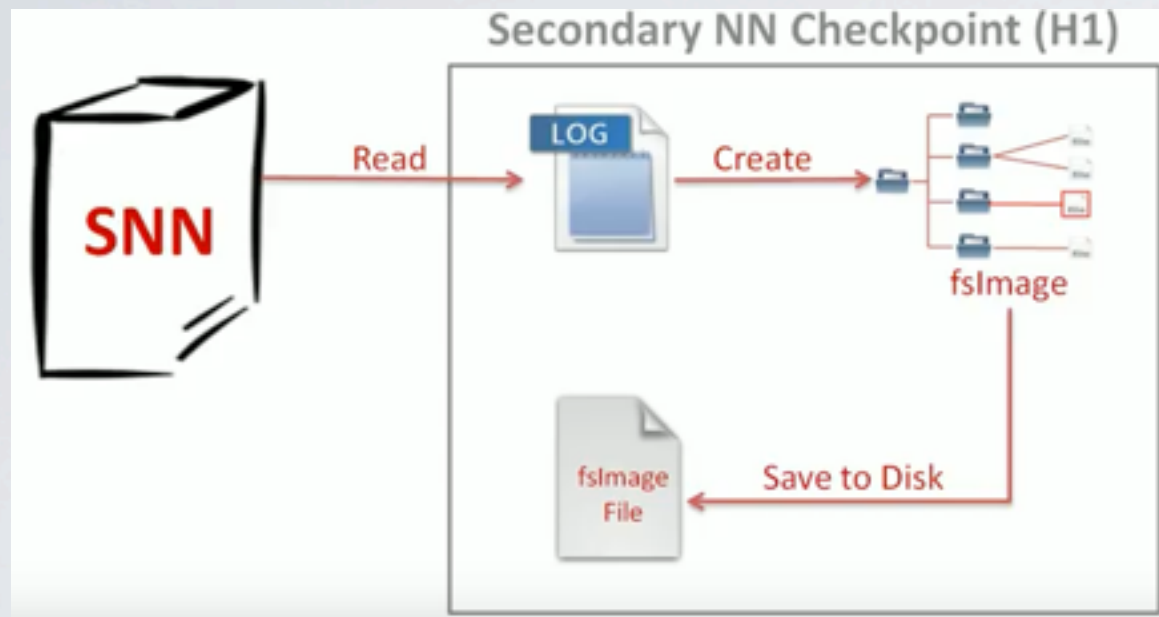 Secondary NN Checkpoint (H1)
SNN
Read
LOG
Create
fsImage
fsImage
File
Save to Disk